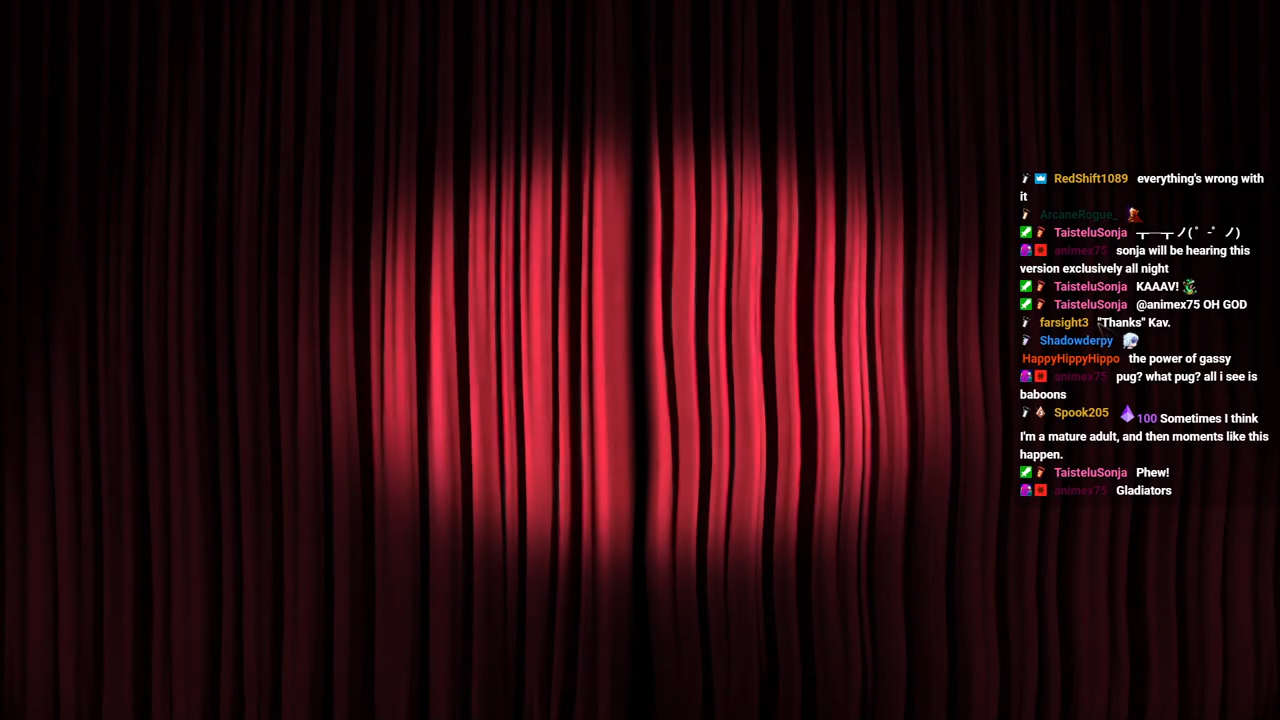 RedShift1089 everything's wrong with
it
ArcaneRogue_
TaisteluSonja ┬─┬ノ( ゜-゜ノ)
animex75 sonja will be hearing this
version exclusively all night
TaisteluSonja KAAAV!
TaisteluSonja @animex75 OH GOD
farsight3 "Thanks" Kav.
Shadowderpy
HappyHippyHippo the power of gassy
animex75 pug? what pug? all i see is
baboons
Spook205 100 Sometimes I think
I'm a mature adult, and then moments like this
happen.
TaisteluSonja Phew!
animex75 Gladiators